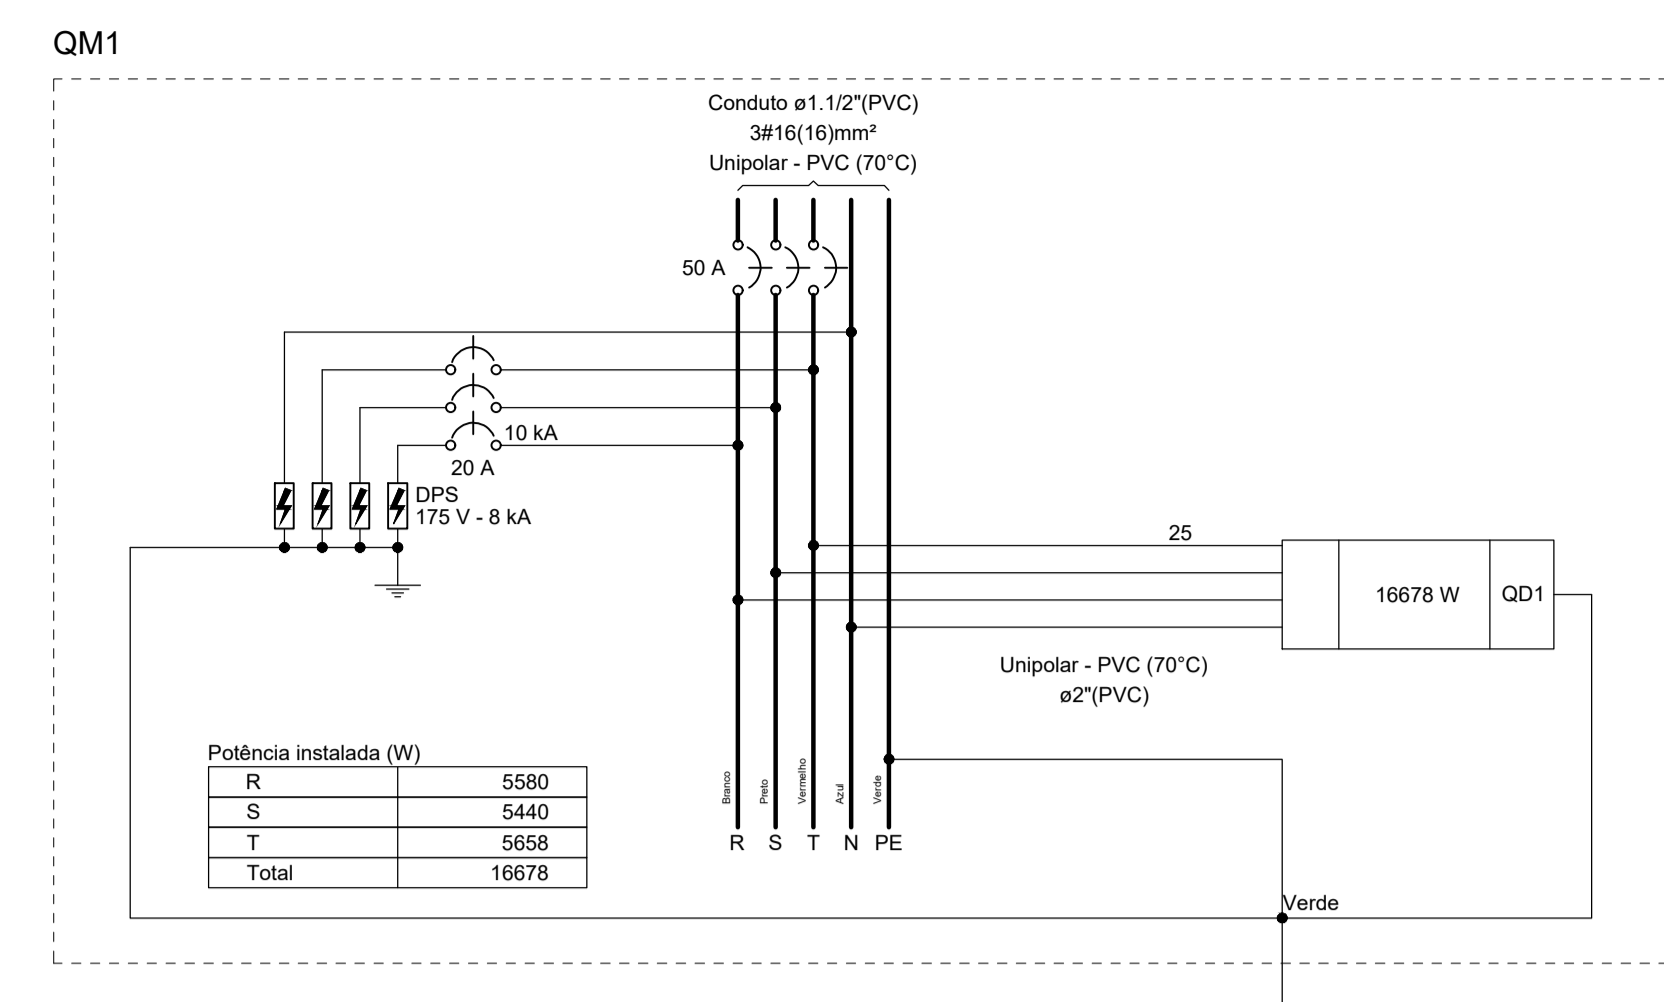 QM1
Conduto ø1.1/2"(PVC)
3#16(16)mm²
Unipolar - PVC (70°C)
50 A
10 kA
20 A
DPS
175 V - 8 kA
25
16678 W
QD1
Unipolar - PVC (70°C)
ø2"(PVC)
Potência instalada (W)
R 5580
S 5440
T 5658
Total 16678
Branco
Preto
Vermelho
Azul
Verde
R S T N PE
Verde